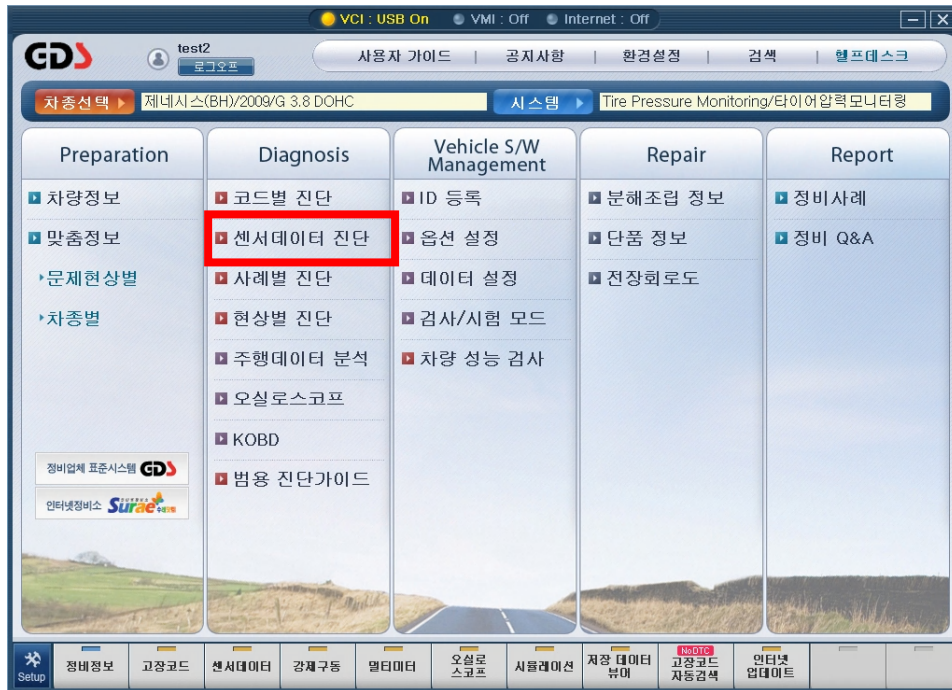 VCI : USB On VMI : Off Internet : Off
GDS test2 로그오프 사용자 가이드 | 공지사항 | 환경설정 | 검색 | 헬프데스크
차종선택 제네시스(BH)/2009/G 3.8 DOHC 시스템 Tire Pressure Monitoring/타이어압력모니터링
Preparation
차량정보
맞춤정보
문제현상별
차종별
정비업체 표준시스템 GDS
인터넷정비소 Surae
Diagnosis
코드별 진단
센서데이터 진단
사례별 진단
현상별 진단
주행데이터 분석
오실로스코프
KOBD
범용 진단가이드
Vehicle S/W
Management
ID 등록
옵션 설정
데이터 설정
검사/시험 모드
차량 성능 검사
Repair
분해조립 정보
단품 정보
전장회로도
Report
정비사례
정비 Q&A
Setup
정비정보
고장코드
센서데이터
강제구동
멀티미터
오실로
스코프
시뮬레이션
저장 데이터
뷰어
NoDTC
고장코드
자동검색
인터넷
업데이트